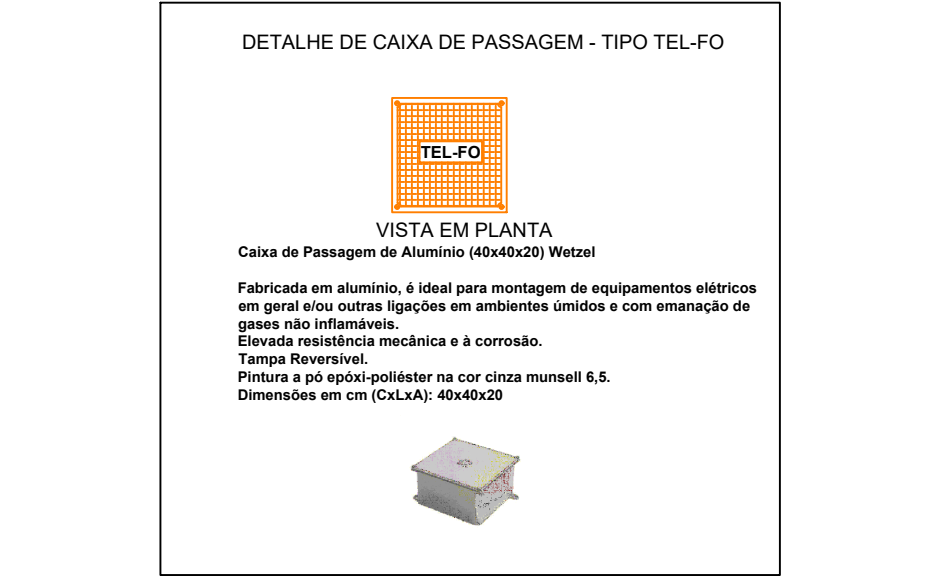 DETALHE DE CAIXA DE PASSAGEM - TIPO TEL-FO
TEL-FO
VISTA EM PLANTA
Caixa de Passagem de Alumínio (40x40x20) Wetzel
Fabricada em alumínio, é ideal para montagem de equipamentos elétricos
em geral e/ou outras ligações em ambientes úmidos e com emanação de
gases não inflamáveis.
Elevada resistência mecânica e à corrosão.
Tampa Reversível.
Pintura a pó epóxi-poliéster na cor cinza munsell 6,5.
Dimensões em cm (CxLxA): 40x40x20